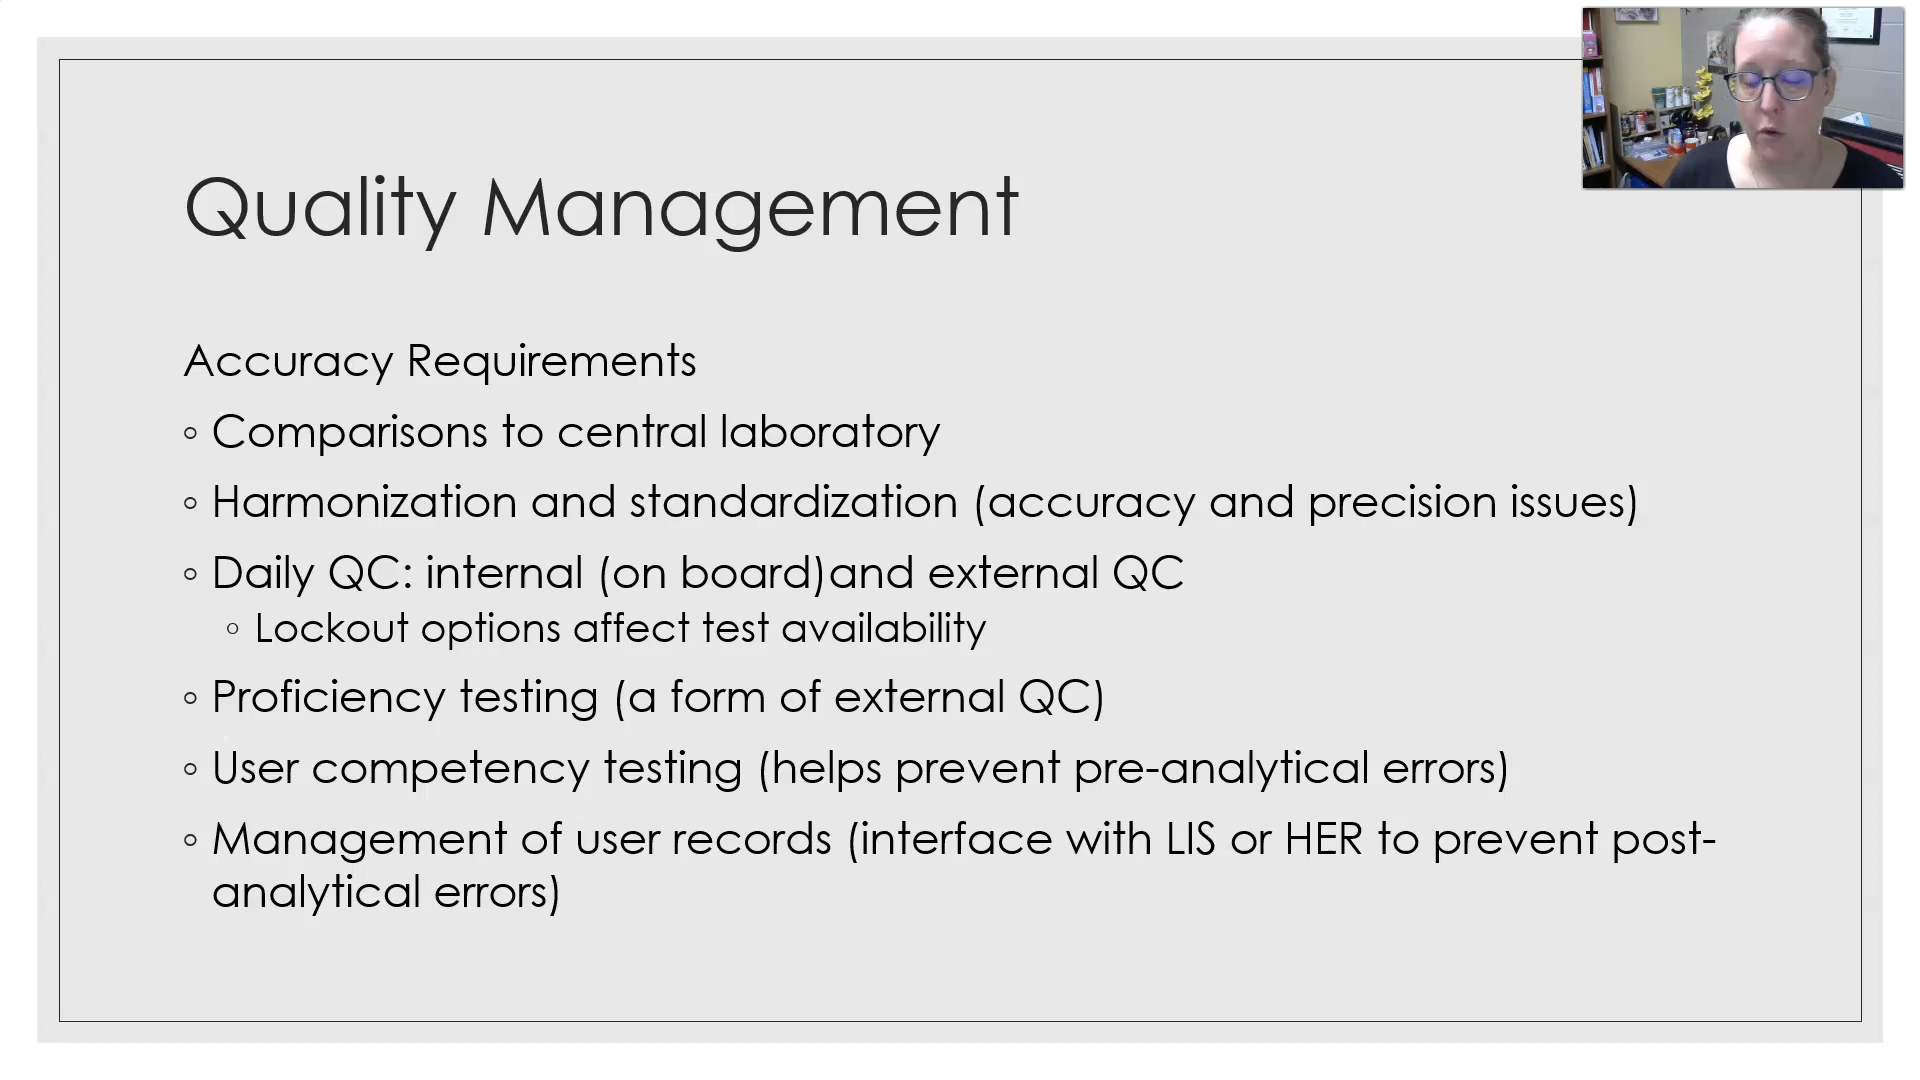 Quality Management
Accuracy Requirements
◦ Comparisons to central laboratory
◦ Harmonization and standardization (accuracy and precision issues)
◦ Daily QC: internal (on board)and external QC
◦ Lockout options affect test availability
◦ Proficiency testing (a form of external QC)
◦ User competency testing (helps prevent pre-analytical errors)
◦ Management of user records (interface with LIS or HER to prevent post-
analytical errors)